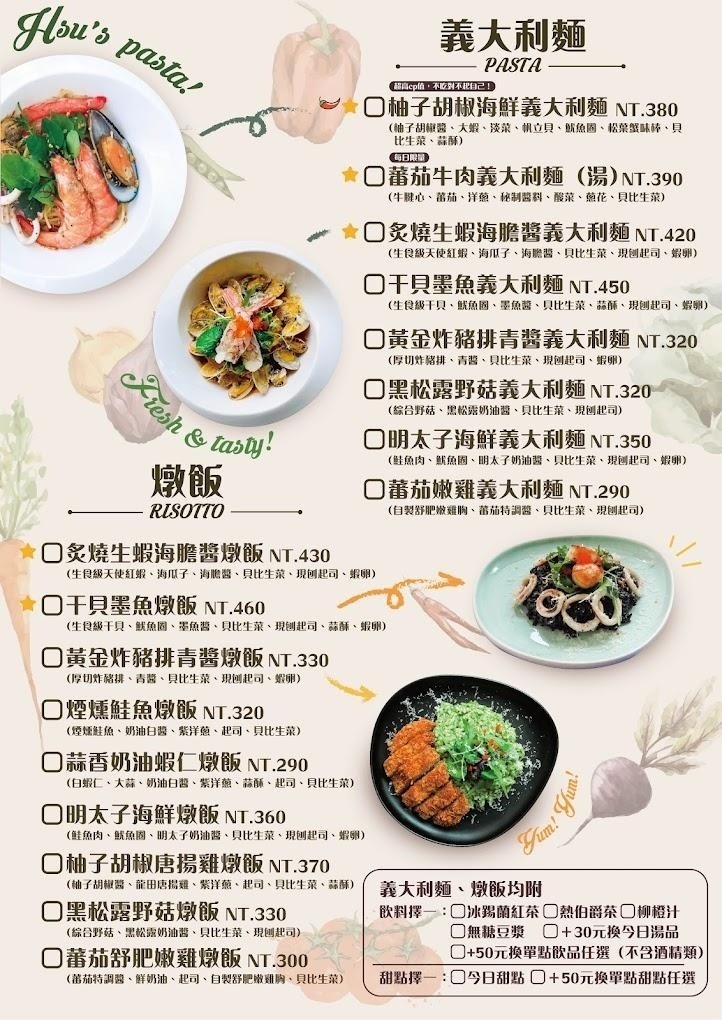 Hsu's pasta!
義大利麵
PASTA
超高cp值，不吃對不起自己！
柚子胡椒海鮮義大利麵 NT.380
(柚子胡椒醬、大蝦、淡菜、帆立貝、魷魚圈、松葉蟹味棒、貝比生菜、蒜酥)
每日限量
蕃茄牛肉義大利麵（湯）NT.390
(牛腱心、蕃茄、洋蔥、秘制醬料、酸菜、蔥花、貝比生菜)
炙燒生蝦海膽醬義大利麵 NT.420
(生食級天使紅蝦、海瓜子、海膽醬、貝比生菜、現刨起司、蝦卵)
干貝墨魚義大利麵 NT.450
(生食級干貝、魷魚圈、墨魚醬、貝比生菜、蒜酥、現刨起司、蝦卵)
黃金炸豬排青醬義大利麵 NT.320
(厚切炸豬排、青醬、貝比生菜、現刨起司、蝦卵)
黑松露野菇義大利麵 NT.320
(綜合野菇、黑松露奶油醬、貝比生菜、現刨起司)
明太子海鮮義大利麵 NT.350
(鮭魚肉、魷魚圈、明太子奶油醬、貝比生菜、現刨起司、蝦卵)
蕃茄嫩雞義大利麵 NT.290
(自製舒肥嫩雞胸、蕃茄特調醬、貝比生菜、現刨起司)
Fresh & tasty!
燉飯
RISOTTO
炙燒生蝦海膽醬燉飯 NT.430
(生食級天使紅蝦、海瓜子、海膽醬、貝比生菜、現刨起司、蝦卵)
干貝墨魚燉飯 NT.460
(生食級干貝、魷魚圈、墨魚醬、貝比生菜、現刨起司、蒜酥、蝦卵)
黃金炸豬排青醬燉飯 NT.330
(厚切炸豬排、青醬、貝比生菜、現刨起司、蝦卵)
煙燻鮭魚燉飯 NT.320
(煙燻鮭魚、奶油白醬、紫洋蔥、起司、貝比生菜)
蒜香奶油蝦仁燉飯 NT.290
(白蝦仁、大蒜、奶油白醬、紫洋蔥、蒜酥、起司、貝比生菜)
明太子海鮮燉飯 NT.360
(鮭魚肉、魷魚圈、明太子奶油醬、貝比生菜、現刨起司、蝦卵)
柚子胡椒唐揚雞燉飯 NT.370
(柚子胡椒醬、龍田唐揚雞、紫洋蔥、起司、貝比生菜、蒜酥)
黑松露野菇燉飯 NT.330
(綜合野菇、黑松露奶油醬、貝比生菜、現刨起司)
蕃茄舒肥嫩雞燉飯 NT.300
(蕃茄特調醬、鮮奶油、起司、自製舒肥嫩雞胸、貝比生菜)
Yum! Yum!
義大利麵、燉飯均附
飲料擇一：冰錫蘭紅茶 熱伯爵茶 柳橙汁
無糖豆漿 ＋30元換今日湯品
+50元換單點飲品任選（不含酒精類）
甜點擇一：今日甜點 ＋50元換單點甜點任選